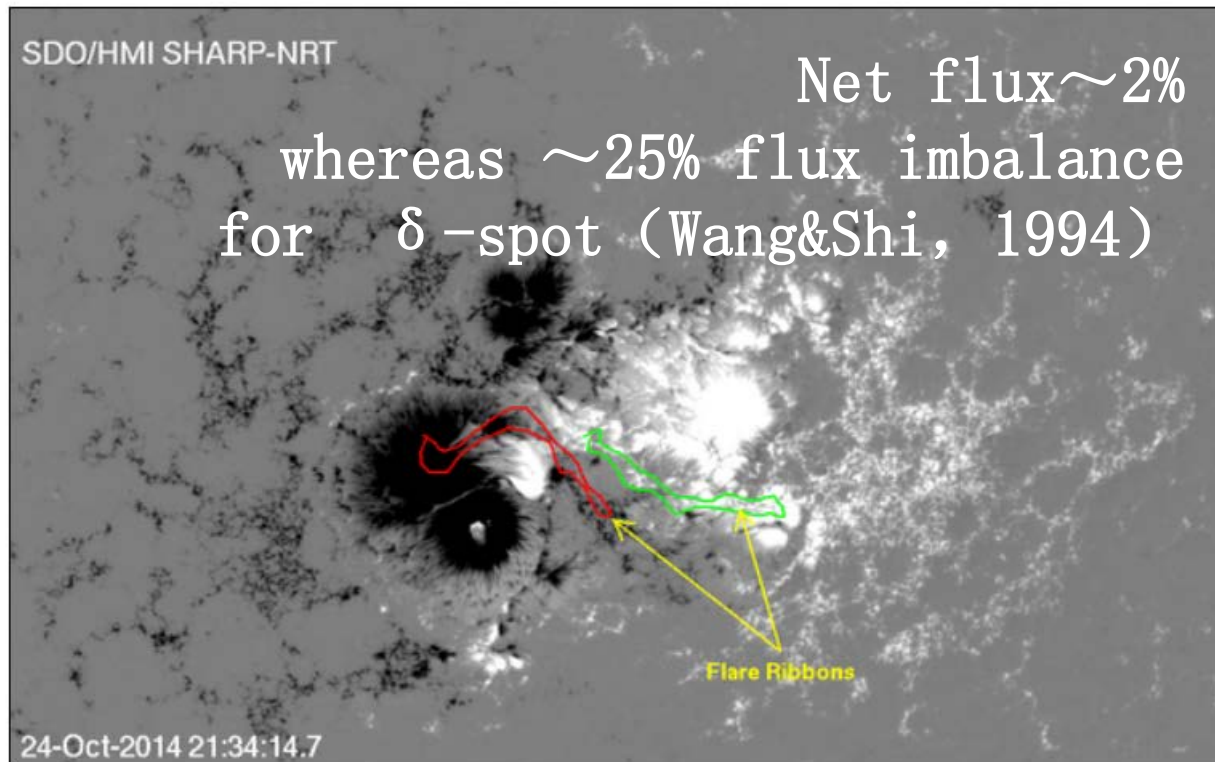 SDO/HMI SHARP-NRT
Net flux～2%
whereas ～25% flux imbalance
for δ-spot（Wang&Shi, 1994）
Flare Ribbons
24-Oct-2014 21:34:14.7